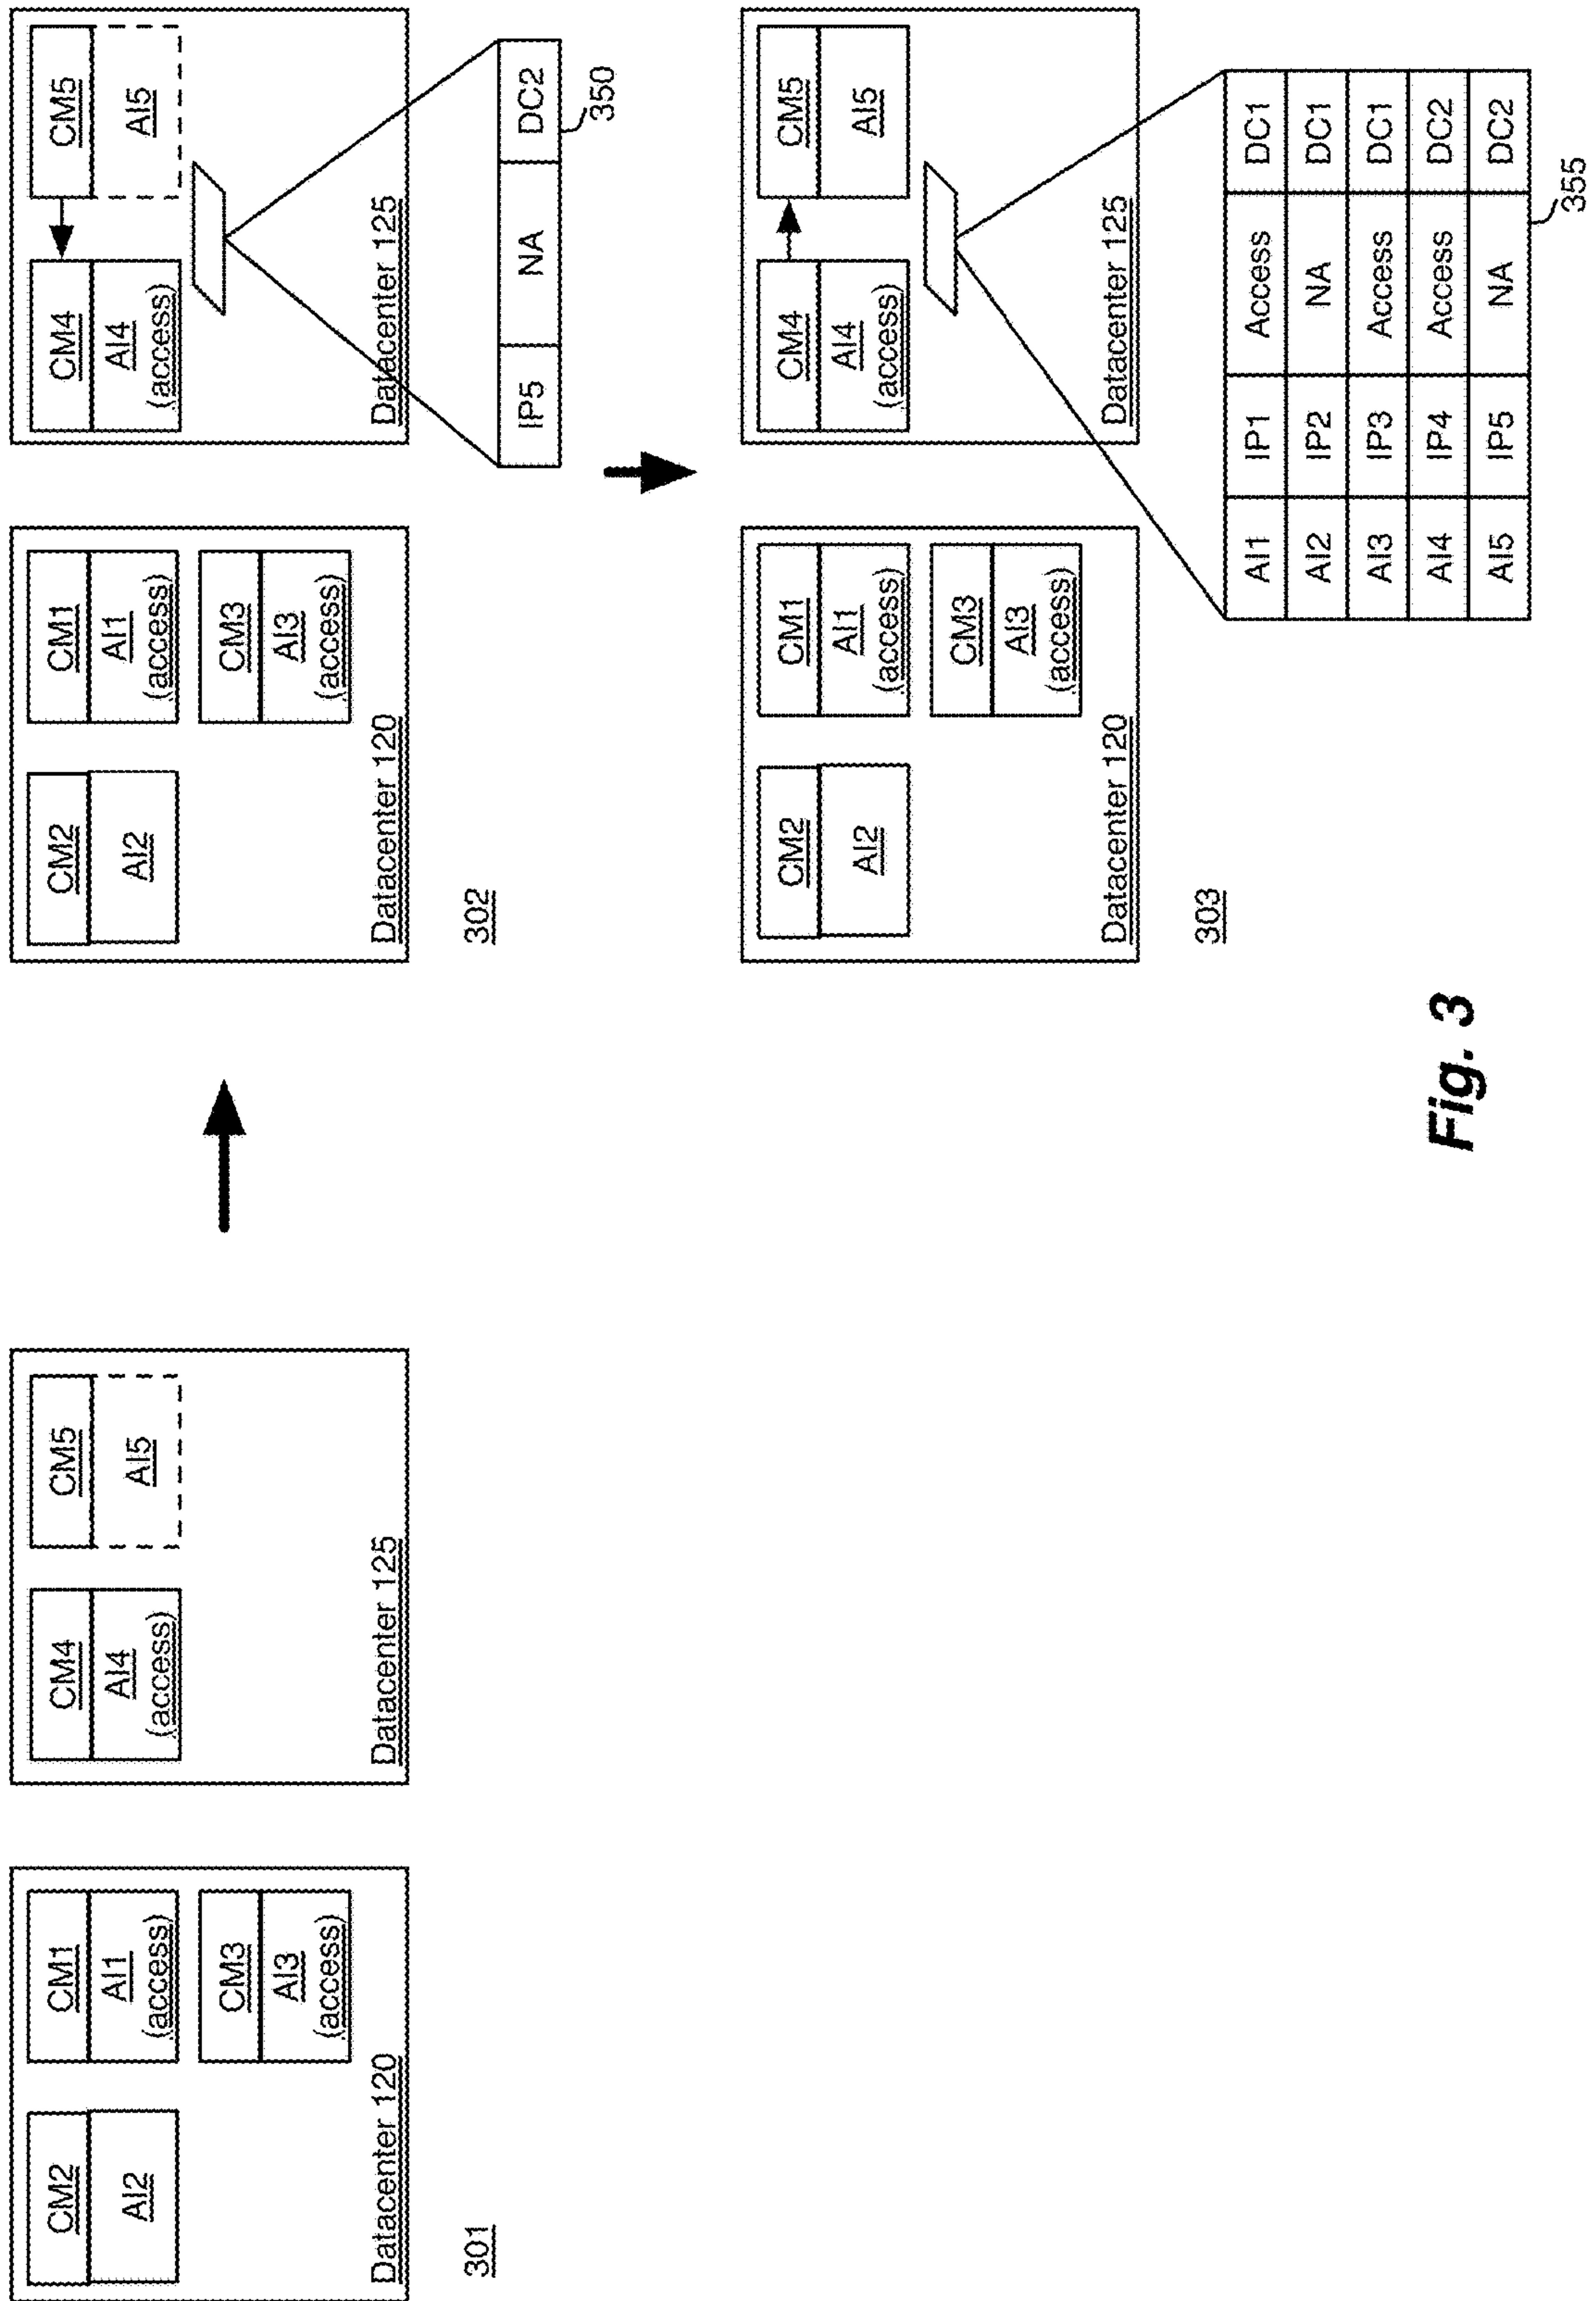 CM2
AI2
CM1
AI1
(access)
CM3
AI3
(access)
Datacenter 120
CM4
AI4
(access)
CM5
AI5
Datacenter 125
301
CM2
AI2
CM1
AI1
(access)
CM3
AI3
(access)
Datacenter 120
CM4
AI4
(access)
CM5
AI5
Datacenter 125
IP5 NA DC2
350
302
CM2
AI2
CM1
AI1
(access)
CM3
AI3
(access)
Datacenter 120
CM4
AI4
(access)
CM5
AI5
Datacenter 125
303
AI1 IP1 Access DC1
AI2 IP2 NA DC1
AI3 IP3 Access DC1
AI4 IP4 Access DC2
AI5 IP5 NA DC2
355
Fig. 3